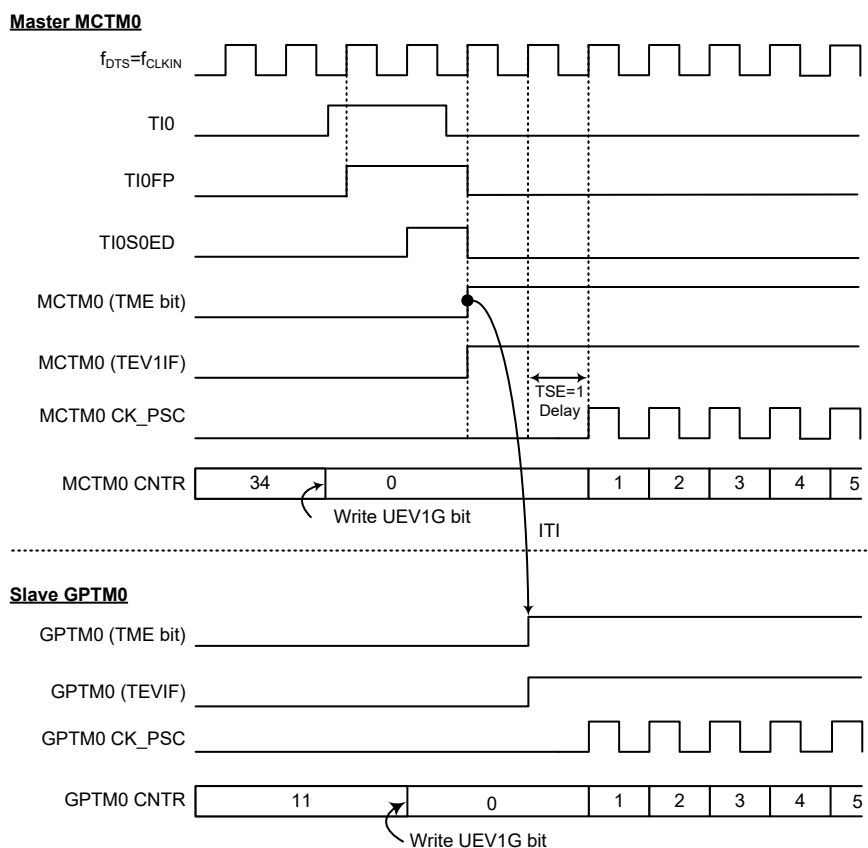 Master MCTM0
fDTS=fCLKIN
TI0
TI0FP
TI0S0ED
MCTM0 (TME bit)
MCTM0 (TEV1IF)
TSE=1
Delay
MCTM0 CK_PSC
MCTM0 CNTR 34 0 1 2 3 4 5
Write UEV1G bit
ITI
Slave GPTM0
GPTM0 (TME bit)
GPTM0 (TEVIF)
GPTM0 CK_PSC
GPTM0 CNTR 11 0 1 2 3 4 5
Write UEV1G bit